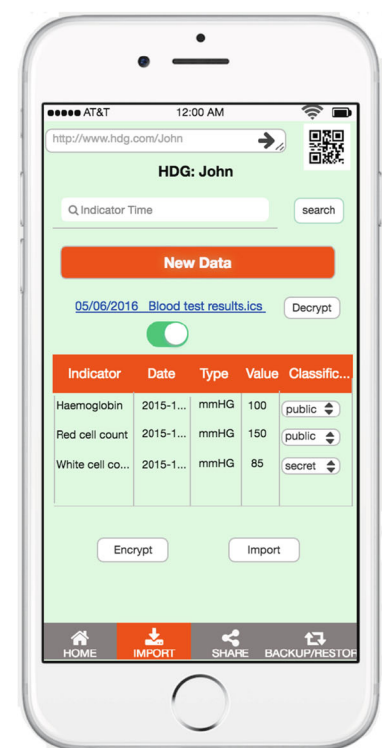 AT&T 12:00 AM
http://www.hdg.com/John
HDG: John
Indicator Time search
New Data
05/06/2016 Blood test results.ics Decrypt
Indicator Date Type Value Classific...
Haemoglobin 2015-1... mmHG 100 public
Red cell count 2015-1... mmHG 150 public
White cell co... 2015-1... mmHG 85 secret
Encrypt Import
HOME IMPORT SHARE BACKUP/RESTOR